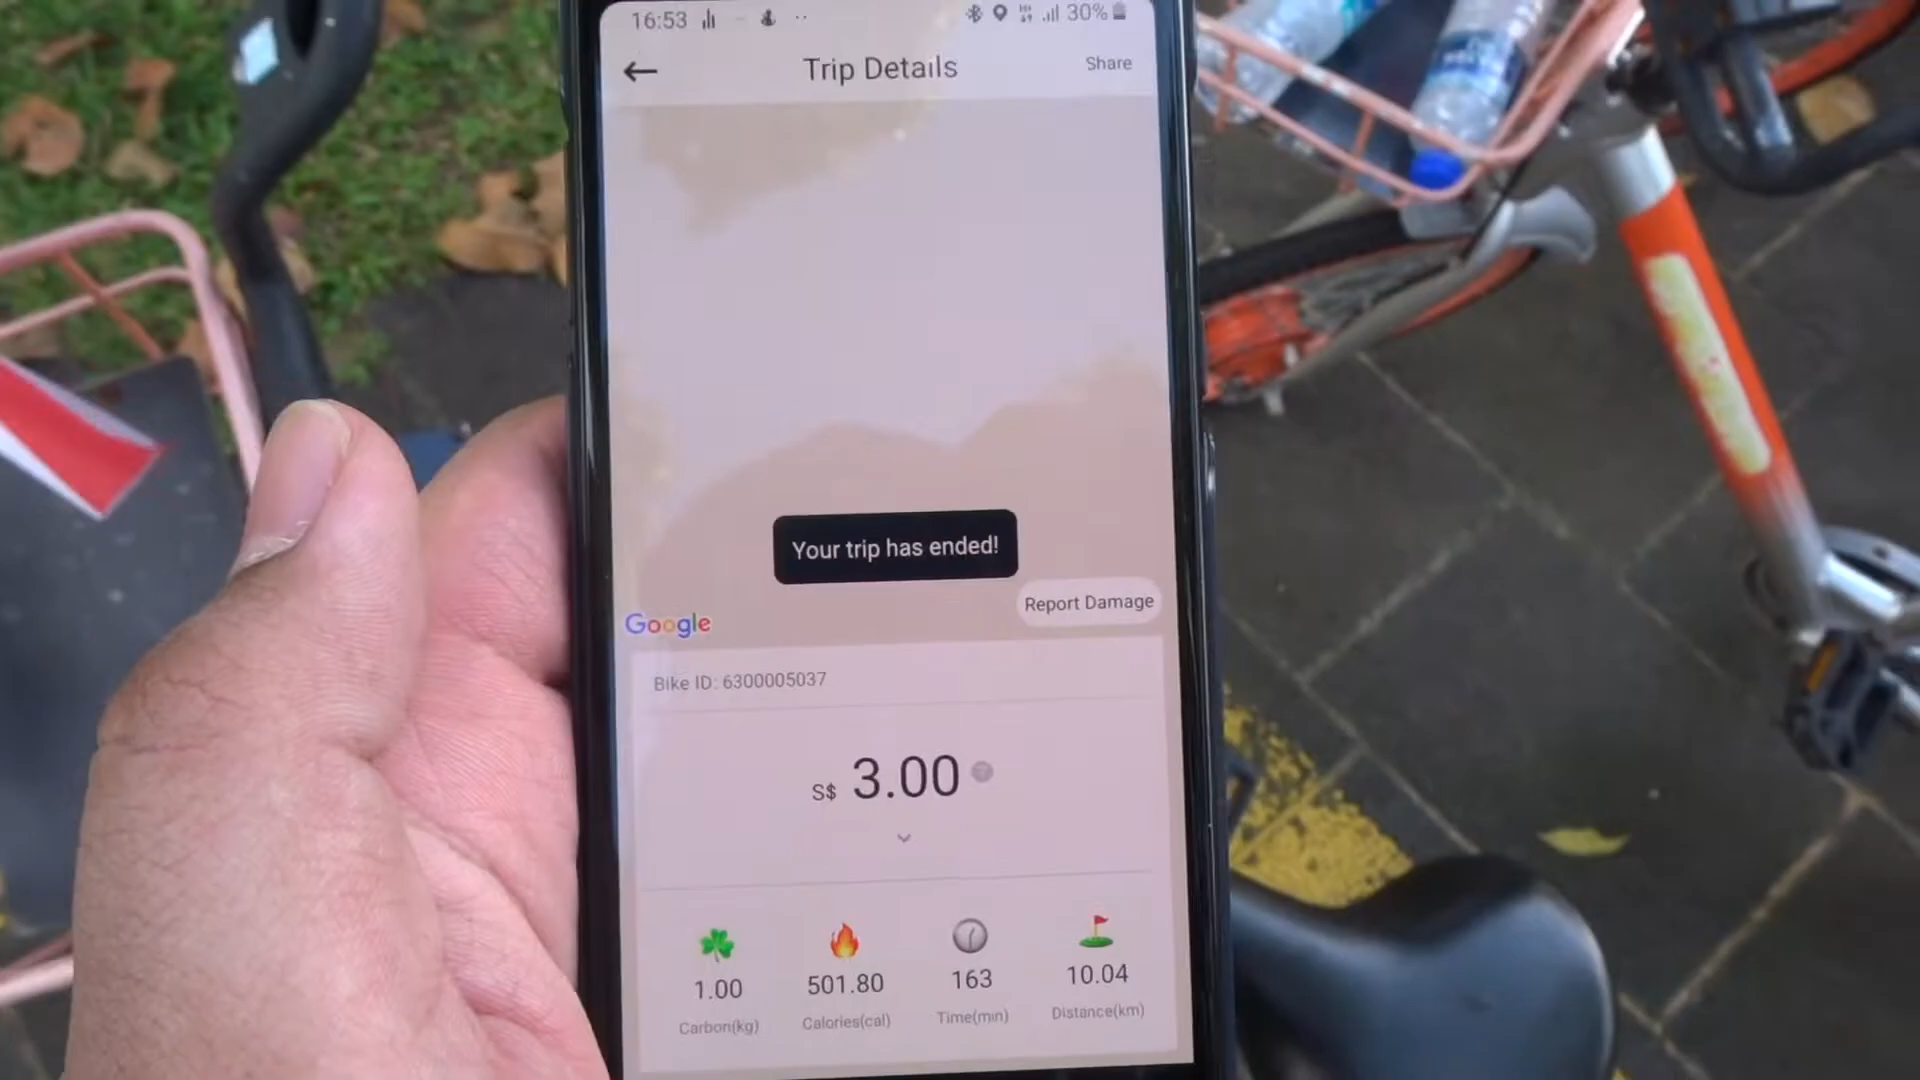 16:53
30%
Trip Details
Share
Your trip has ended!
Report Damage
Google
Bike ID: 6300005037
S$ 3.00
1.00
501.80
163
10.04
Carbon(kg)
Calories(cal)
Time(min)
Distance(km)